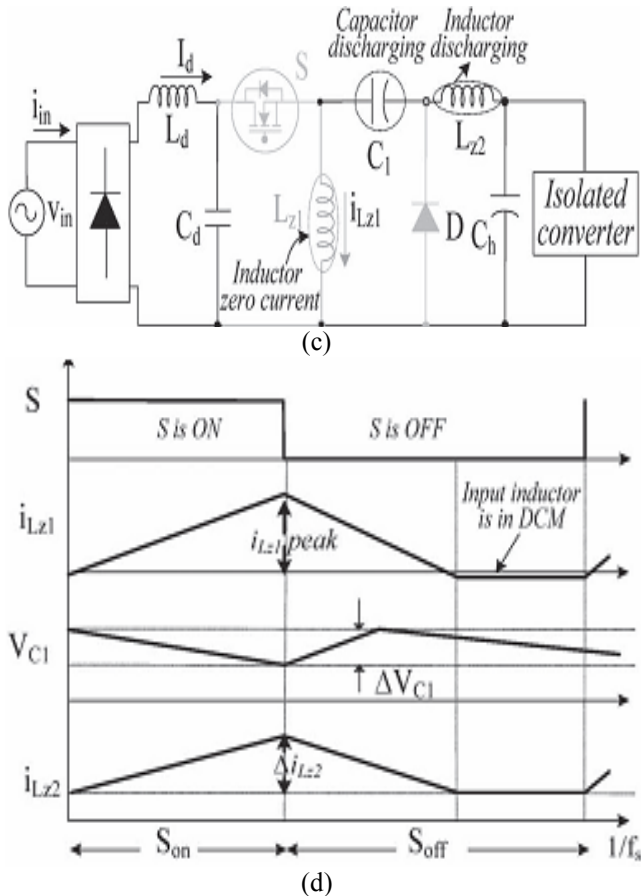 Capacitor
discharging
Inductor
discharging
I_d
S
i_in
L_d
C_1
L_z2
v_in
C_d
L_z1
i_Lz1
D
C_h
Isolated
converter
Inductor
zero current
(c)
S
S is ON
S is OFF
i_Lz1
i_Lz1 peak
Input inductor
is in DCM
V_C1
ΔV_C1
i_Lz2
Δi_Lz2
S_on
S_off
1/f_s
(d)